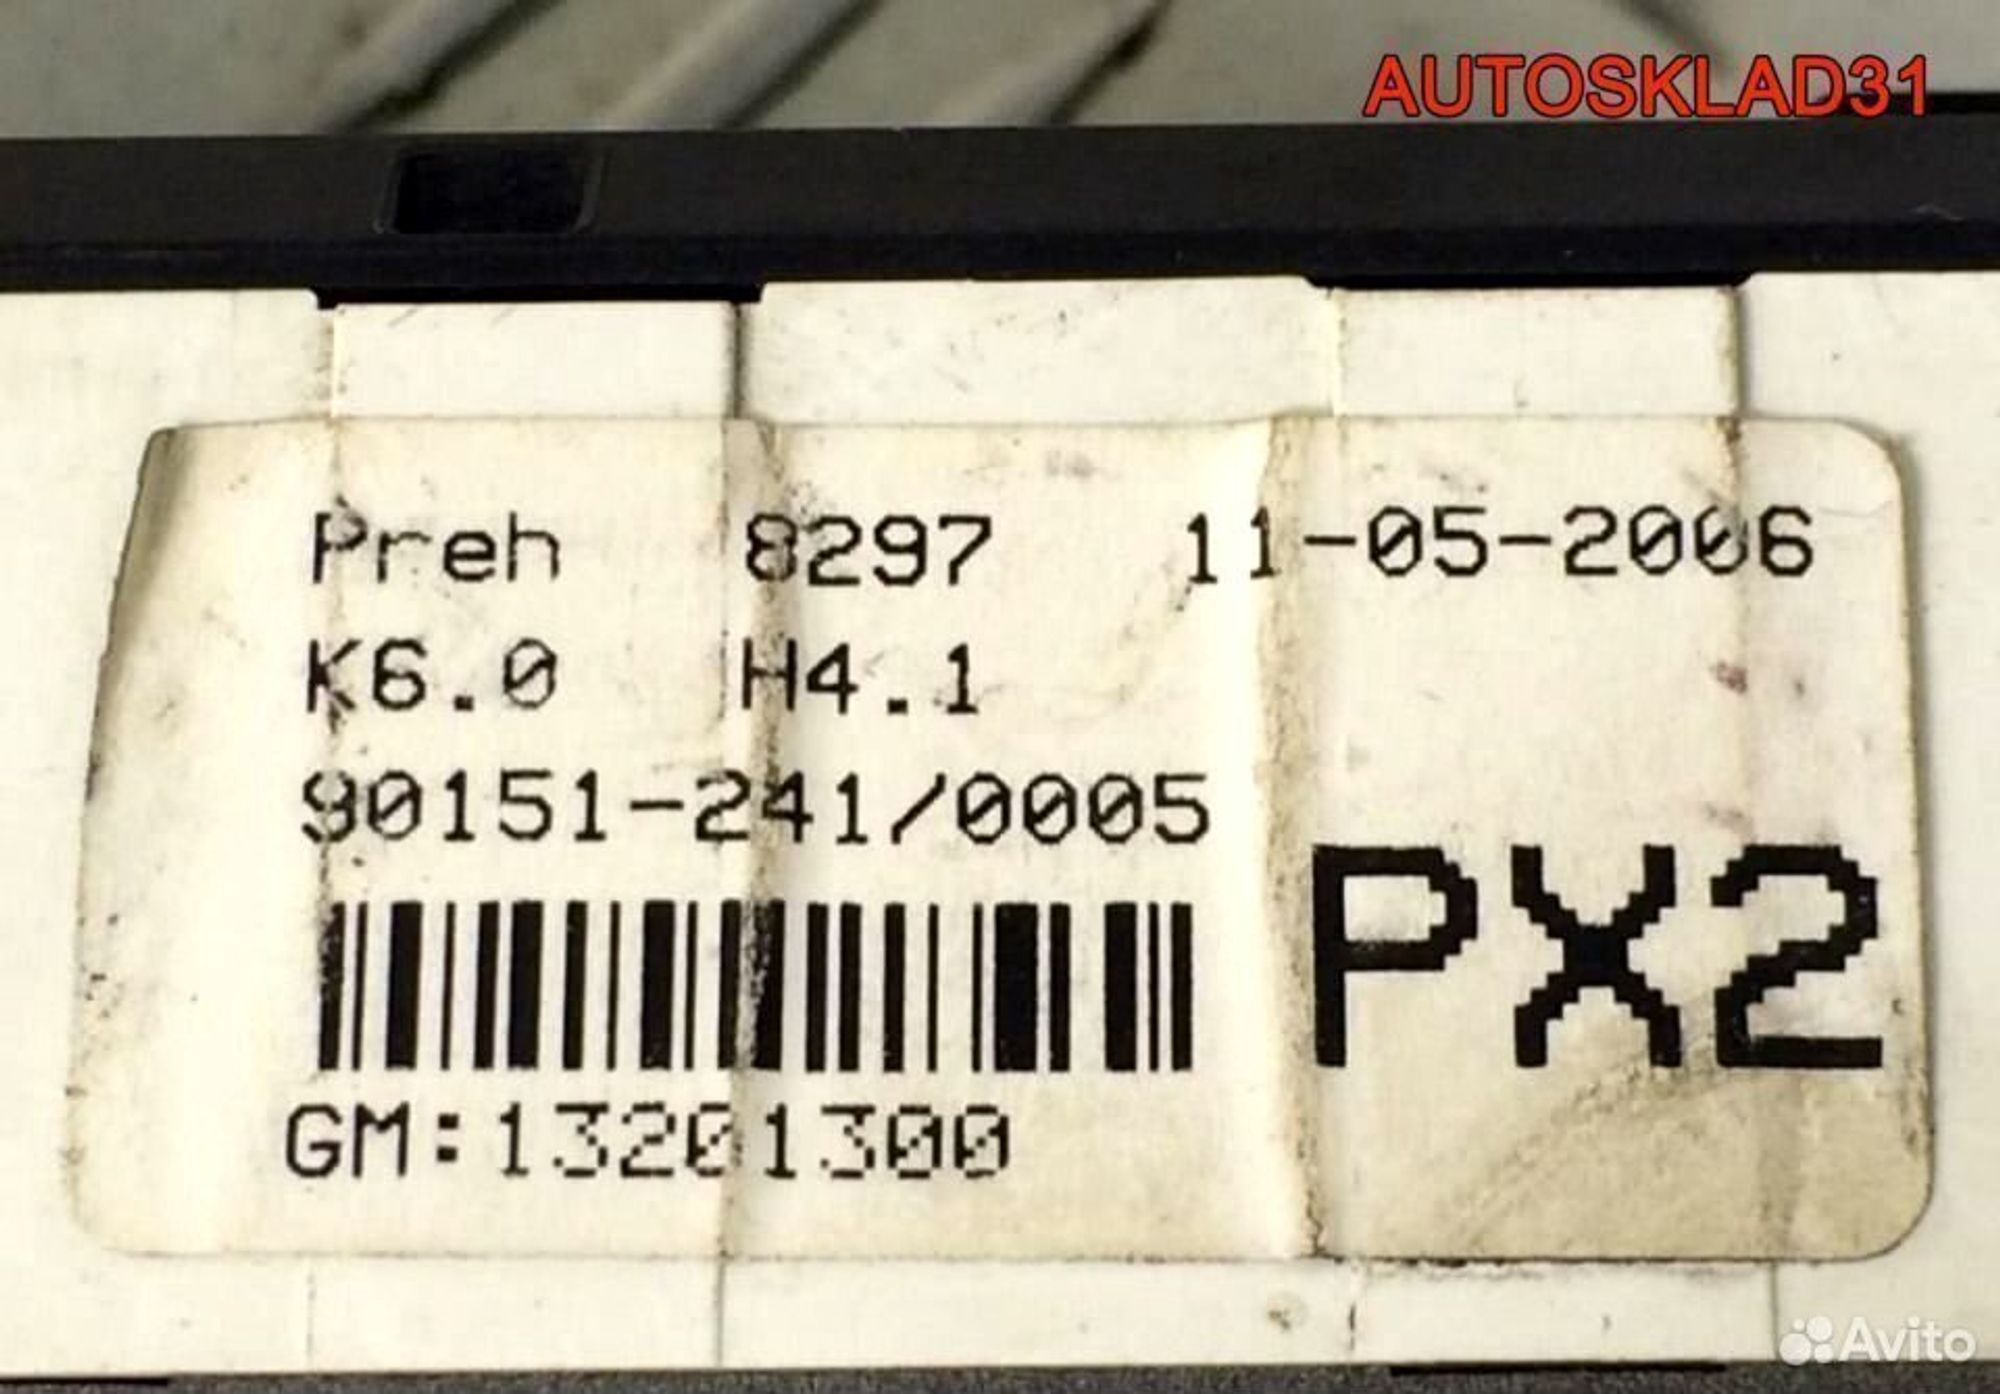 AUTOSKLAD31
Preh 8297 11-05-2006
K6.0 H4.1
90151-241/0005
PX2
GM:13201300
Avito